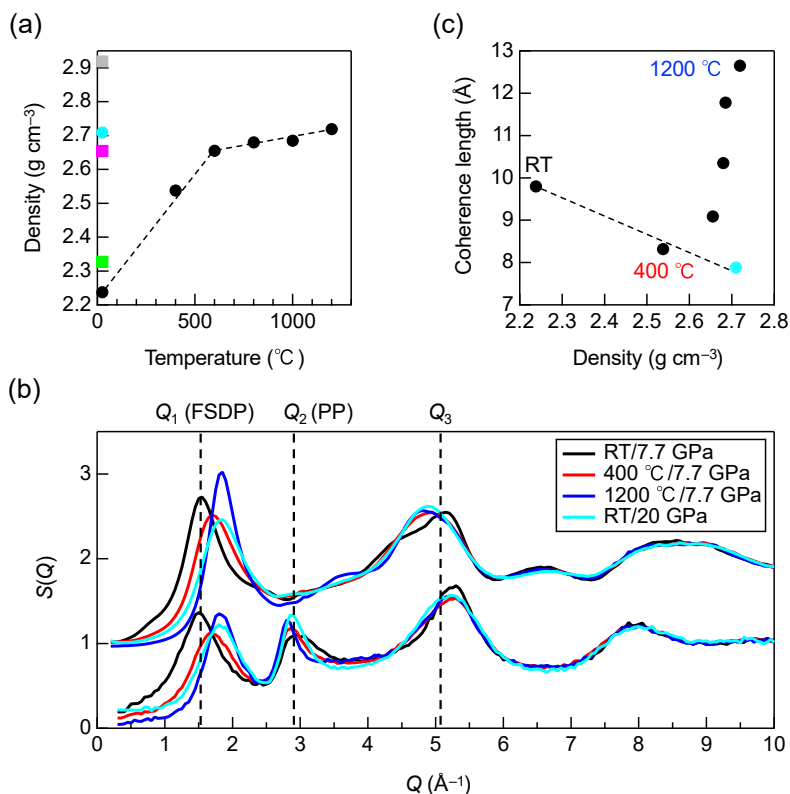 (a)
Density (g cm⁻³)
2.9
2.8
2.7
2.6
2.5
2.4
2.3
2.2
0 500 1000
Temperature (℃)
(c)
Coherence length (Å)
13
12
11
10
9
8
7
1200 ℃
RT
400 ℃
2.2 2.3 2.4 2.5 2.6 2.7 2.8
Density (g cm⁻³)
(b)
Q₁ (FSDP) Q₂ (PP) Q₃
RT/7.7 GPa
400 ℃/7.7 GPa
1200 ℃/7.7 GPa
RT/20 GPa
S(Q)
3
2
1
0
0 1 2 3 4 5 6 7 8 9 10
Q (Å⁻¹)